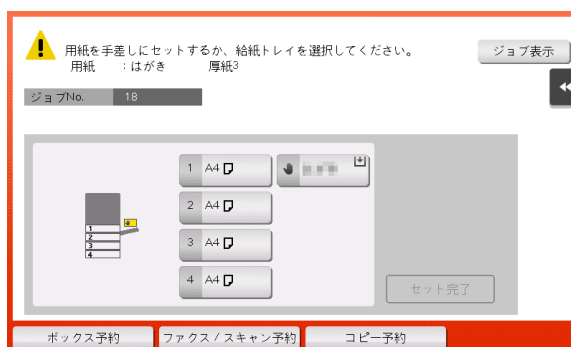 用紙を手差しにセットするか、給紙トレイを選択してください。
用紙 :はがき 厚紙3
ジョブ表示
ジョブNo. 18
1 A4
2 A4
3 A4
4 A4
1
2
3
4
セット完了
ボックス予約 ファクス/スキャン予約 コピー予約